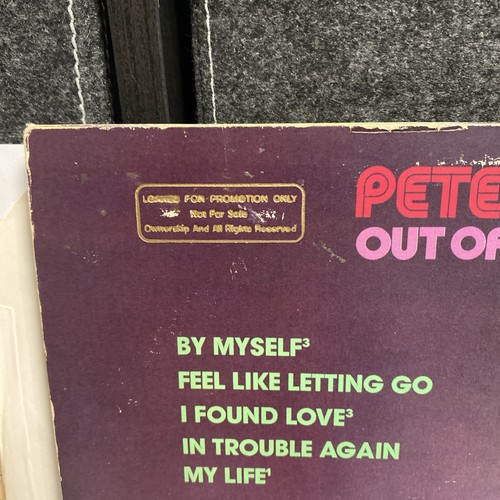 Loaned FOR PROMOTION ONLY
Not For Sale
Ownership And All Rights Reserved
PETE
OUT OF
BY MYSELF³
FEEL LIKE LETTING GO
I FOUND LOVE³
IN TROUBLE AGAIN
MY LIFE¹